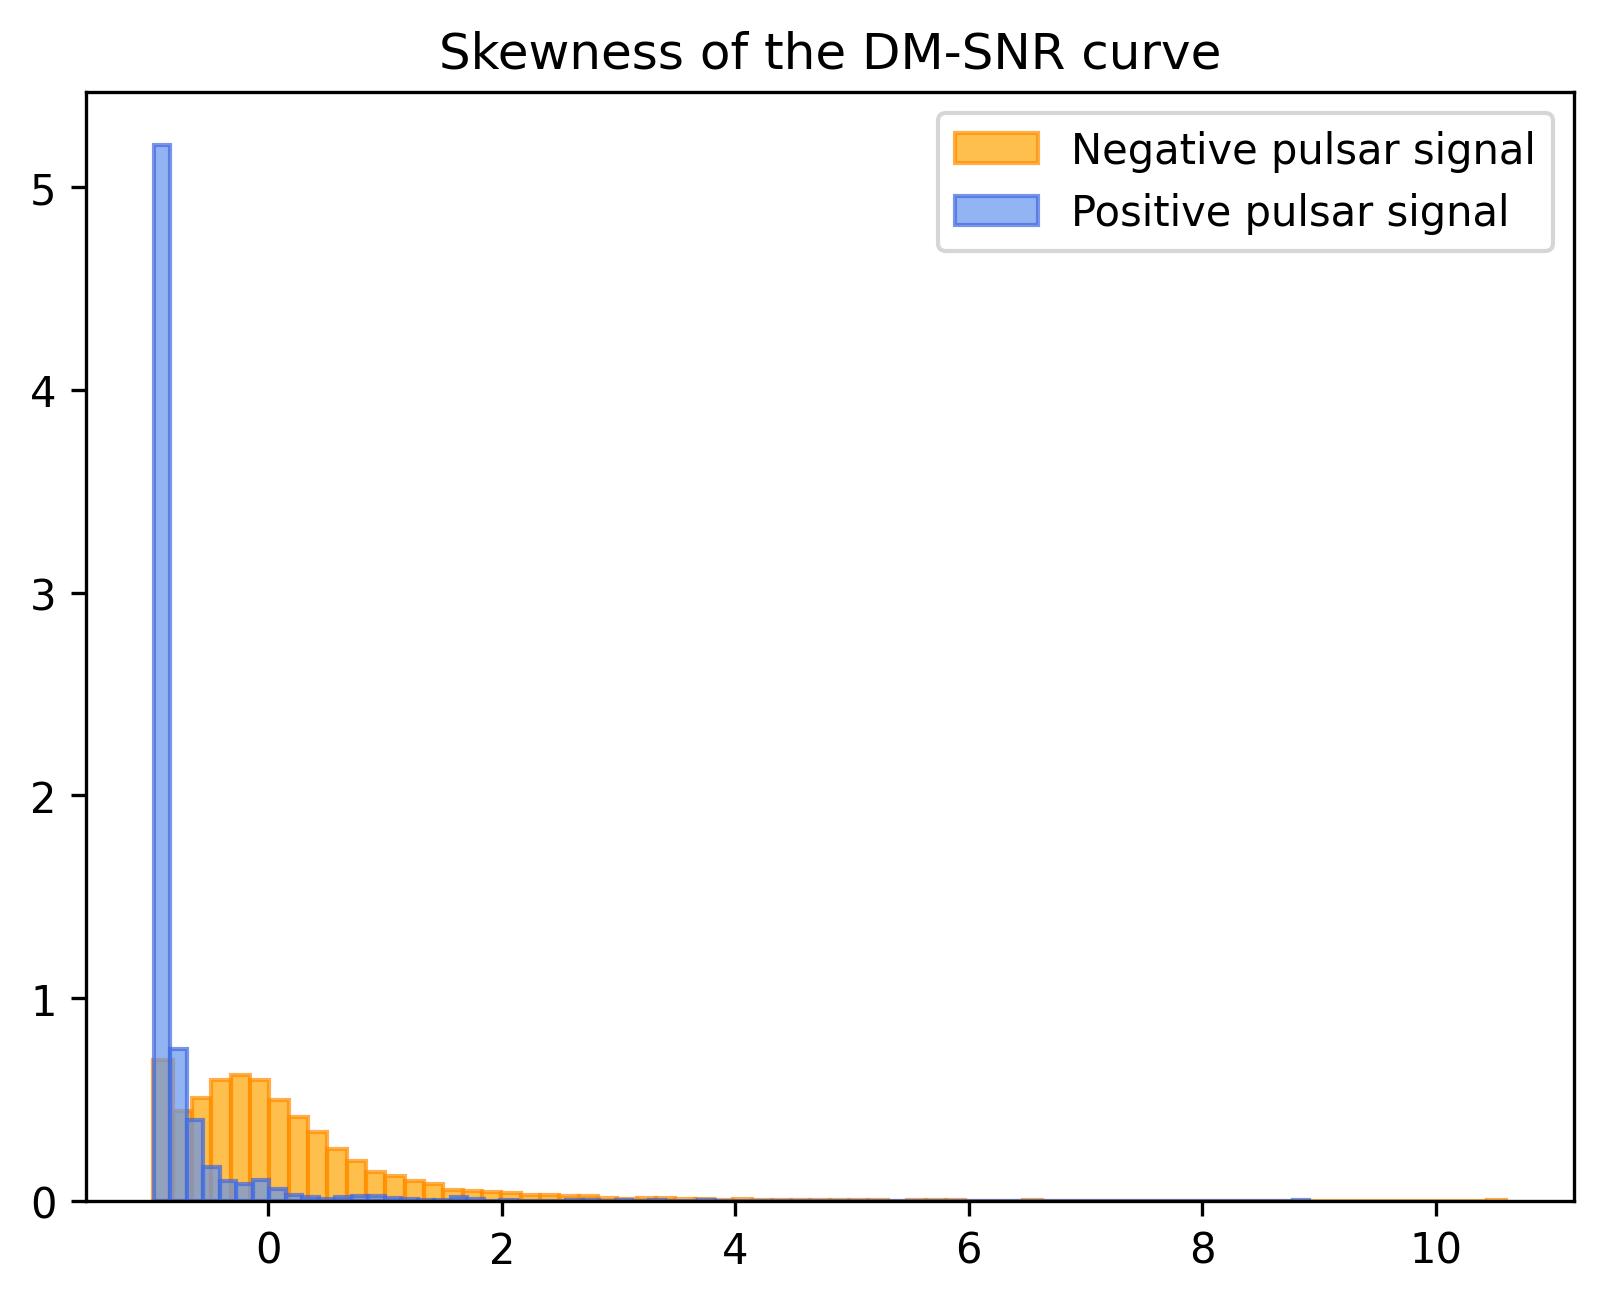 Skewness of the DM-SNR curve
Negative pulsar signal
Positive pulsar signal
5
4
3
2
1
0
0 2 4 6 8 10